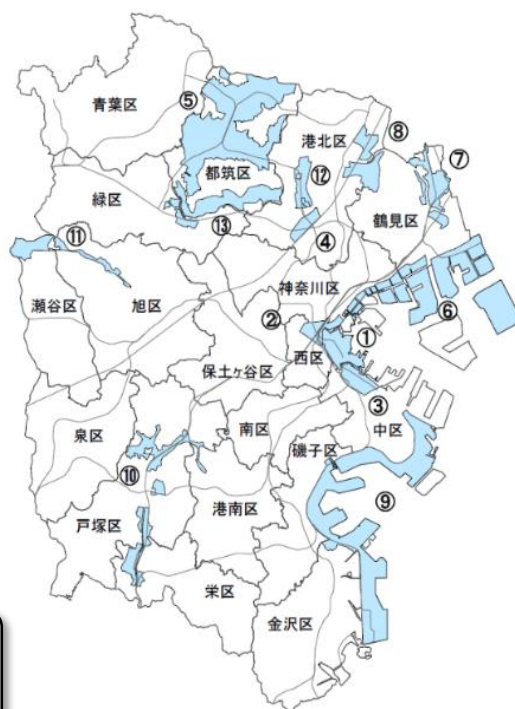 青葉区
⑤
港北区
⑧
⑦
都筑区
⑫
緑区
鶴見区
⑬
④
⑪
神奈川区
⑥
瀬谷区
旭区
②
①
西区
保土ヶ谷区
③
中区
泉区
南区
磯子区
⑩
⑨
戸塚区
港南区
栄区
金沢区